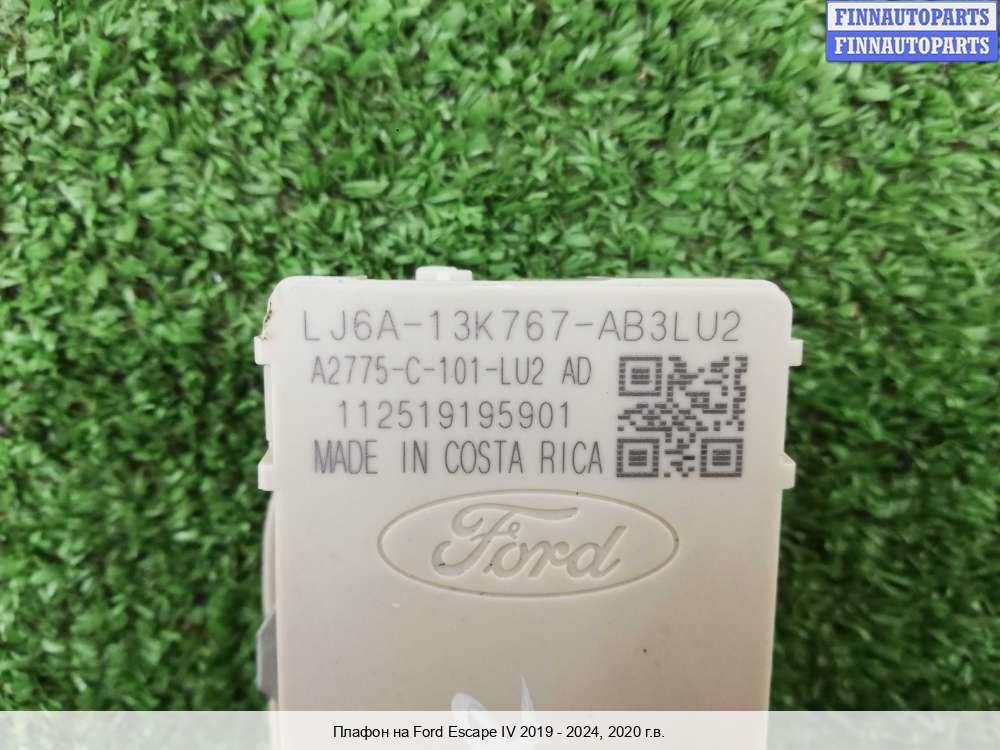 FINNAUTOPARTS
FINNAUTOPARTS
LJ6A-13K767-AB3LU2
A2775-C-101-LU2 AD
112519195901
MADE IN COSTA RICA
Ford
Плафон на Ford Escape IV 2019 - 2024, 2020 г.в.